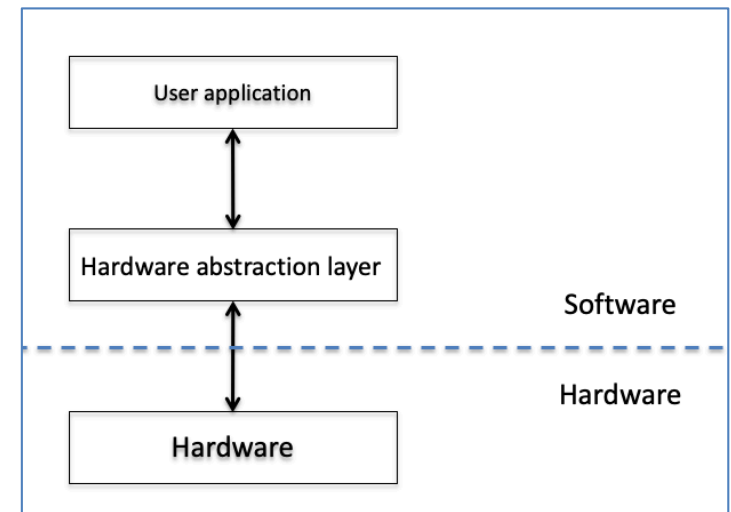 User application
Hardware abstraction layer
Software
Hardware
Hardware